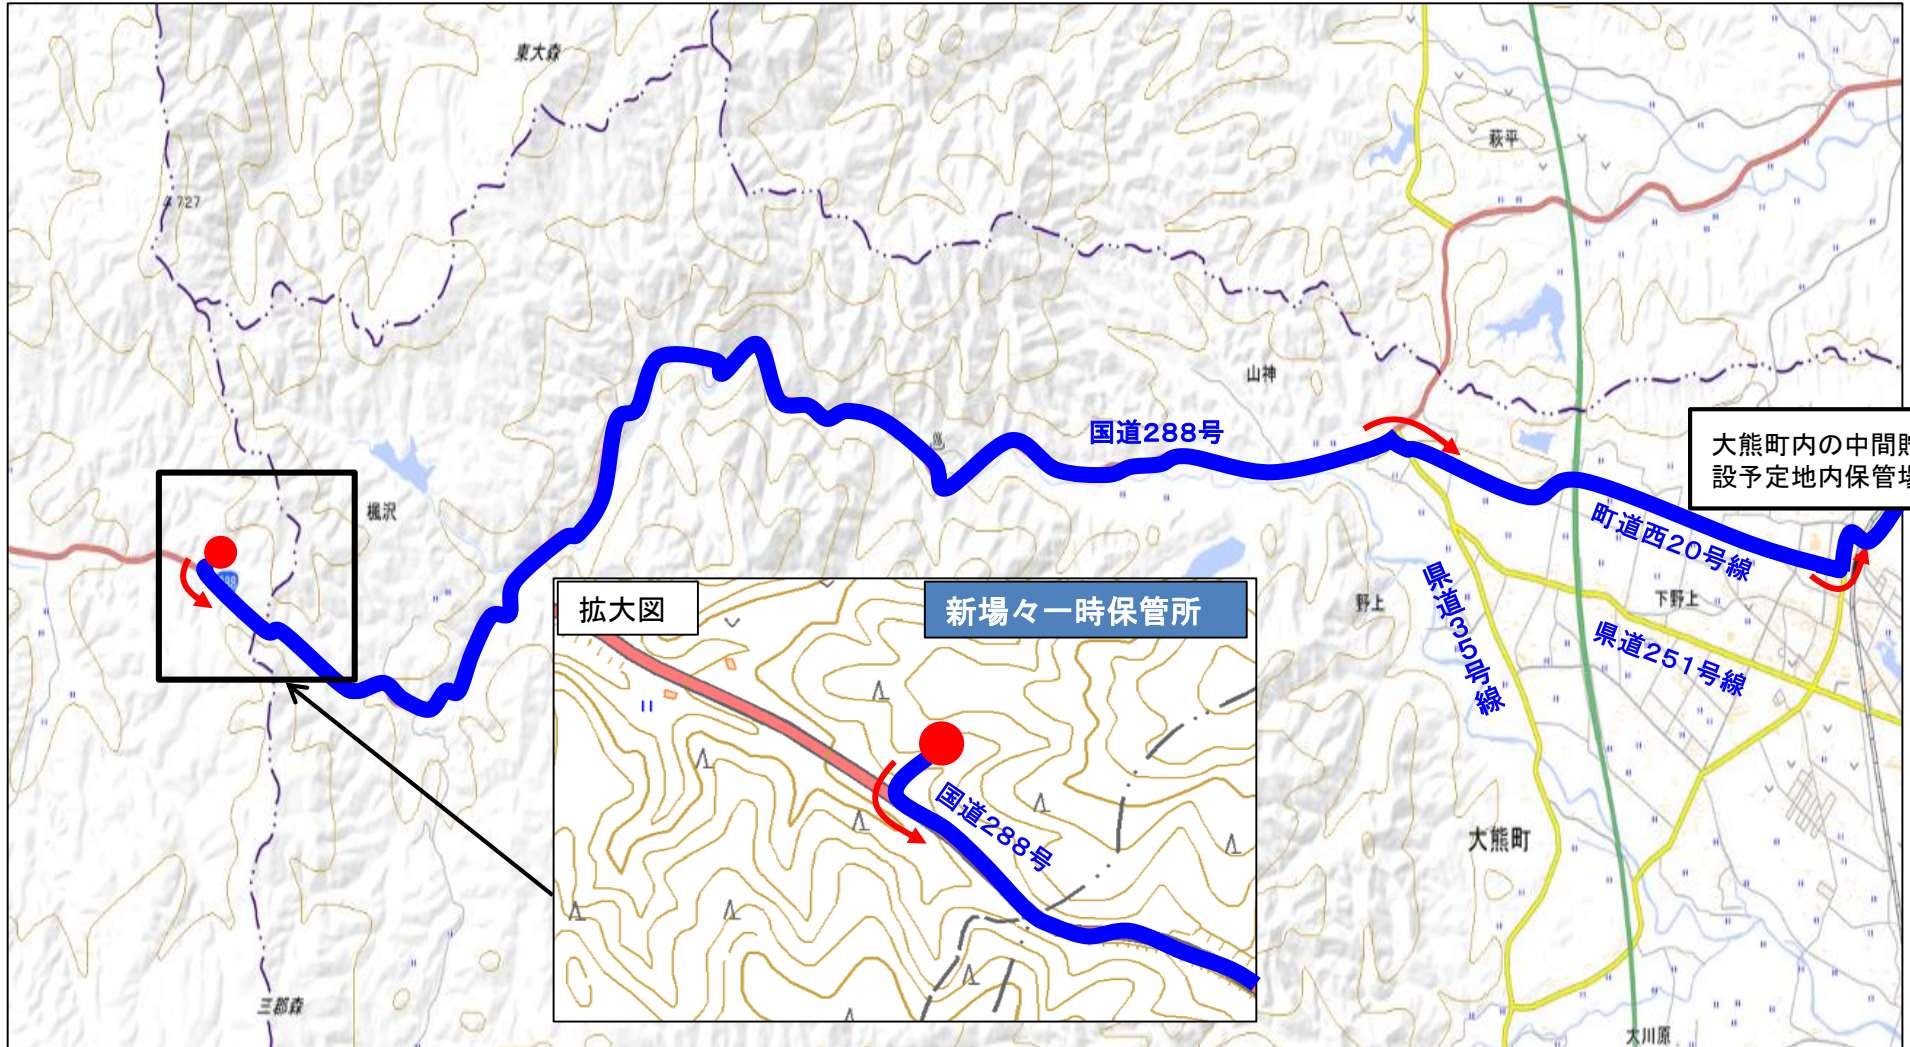 東大森
727
萩平
山神
国道288号
大熊町内の中間貯
設予定地内保管場
楓沢
町道西20号線
県道35号線
野上
下野上
県道251号線
拡大図
新場々一時保管所
国道288号
大熊町
三郡森
大川原